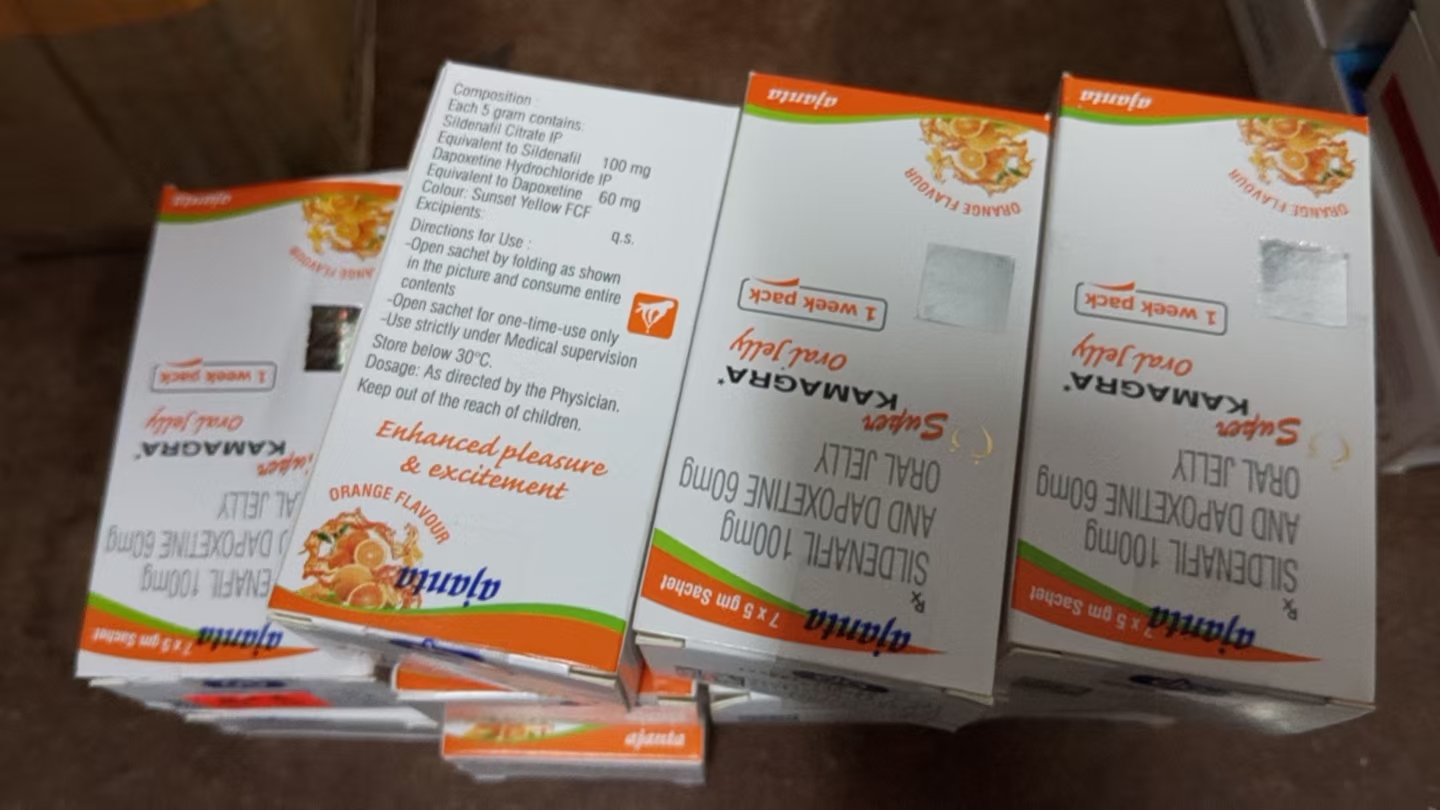 ajanta
ANGE FLAVOUR
1 week pack
Super
KAMAGRA
Oral Jelly
ENAFIL 100mg
D DAPOXETINE 60mg
AL JELLY
7 x 5 gm Sachet
ajanta
Composition :
Each 5 gram contains:
Sildenafil Citrate IP
Equivalent to Sildenafil 100 mg
Dapoxetine Hydrochloride IP
Equivalent to Dapoxetine 60 mg
Colour: Sunset Yellow FCF
Excipients: q.s.
Directions for Use :
-Open sachet by folding as shown
in the picture and consume entire
contents
-Open sachet for one-time-use only
-Use strictly under Medical supervision
Store below 30°C.
Dosage: As directed by the Physician.
Keep out of the reach of children.
Enhanced pleasure
& excitement
ORANGE FLAVOUR
ajanta
ajanta
Rx
SILDENAFIL 100mg
AND DAPOXETINE 60mg
ORAL JELLY
Super
KAMAGRA
Oral Jelly
1 week pack
ORANGE FLAVOUR
7 x 5 gm Sachet
ajanta
ajanta
Rx
SILDENAFIL 100mg
AND DAPOXETINE 60mg
ORAL JELLY
Super
KAMAGRA
Oral Jelly
1 week pack
ORANGE FLAVOUR
7 x 5 gm Sachet
ajanta
ajanta